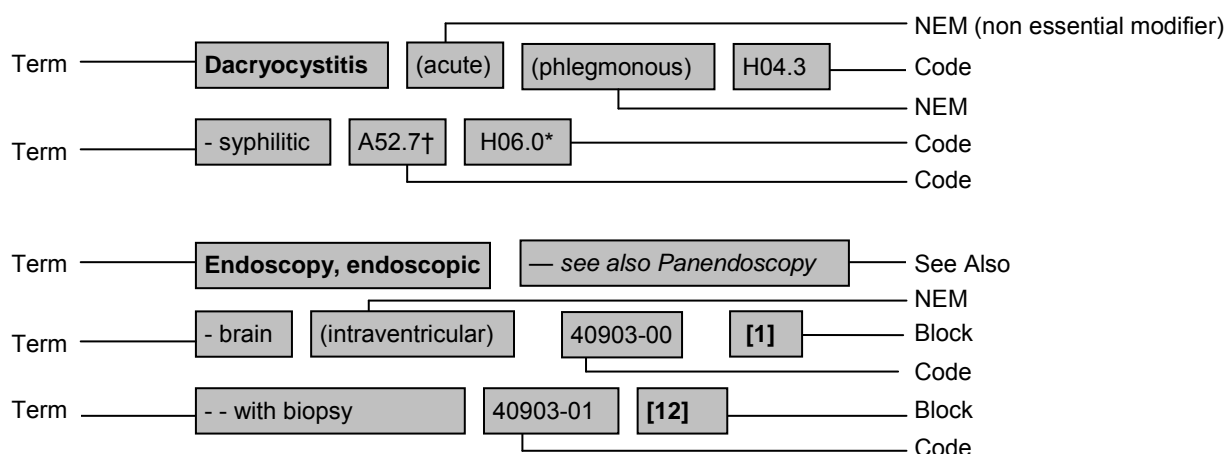 NEM (non essential modifier)
Term Dacryocystitis (acute) (phlegmonous) H04.3 Code
NEM
Term - syphilitic A52.7† H06.0* Code
Code
Term Endoscopy, endoscopic — see also Panendoscopy See Also
NEM
Term - brain (intraventricular) 40903-00 [1] Block
Code
Term - - with biopsy 40903-01 [12] Block
Code